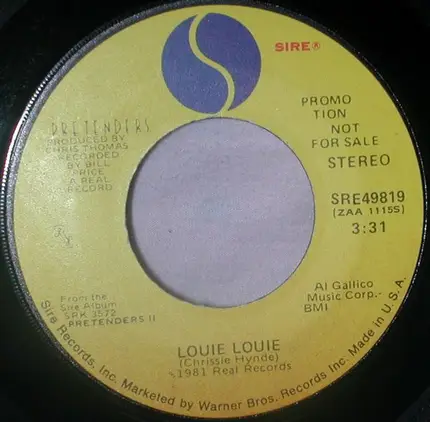 SIRE®
PRETENDERS
PRODUCED BY
CHRIS THOMAS
RECORDED
BY BILL
PRICE
A REAL
RECORD
PROMO
TION
NOT
FOR SALE
STEREO
SRE49819
(ZAA 1115S)
3:31
From the
Sire Album
SRK 3572
PRETENDERS II
Al Gallico
Music Corp.-
BMI
LOUIE LOUIE
(Chrissie Hynde)
1981 Real Records
Sire Records, Inc. Marketed by Warner Bros. Records Inc. Made in U.S.A.